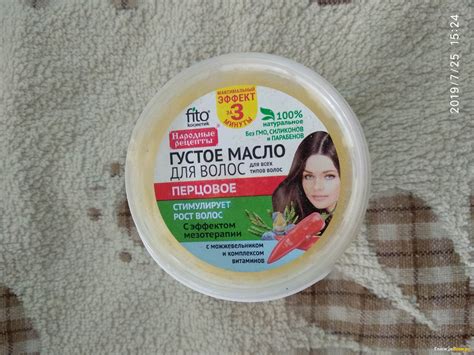 2019/7/25 15:24
МАКСИМАЛЬНЫЙ
ЭФФЕКТ
ЗА 3
МИНУТЫ
fito
косметик
100%
натуральное
Без ГМО, СИЛИКОНОВ и
ПАРАБЕНОВ
Народные
рецепты
ГУСТОЕ МАСЛО
ДЛЯ ВОЛОС
для всех
типов волос
ПЕРЦОВОЕ
СТИМУЛИРУЕТ
РОСТ ВОЛОС
С эффектом
мезотерапии
с можжевельником
и комплексом
витаминов